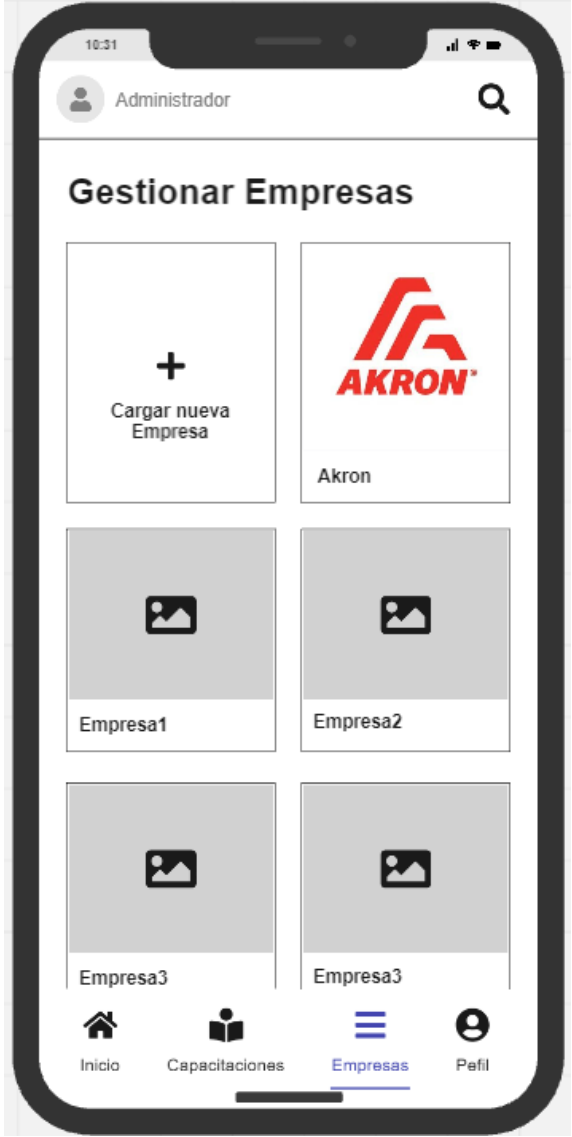 10:31
Administrador
Gestionar Empresas
Cargar nueva
Empresa
AKRON
Akron
Empresa1
Empresa2
Empresa3
Empresa3
Inicio
Capacitaciones
Empresas
Pefil